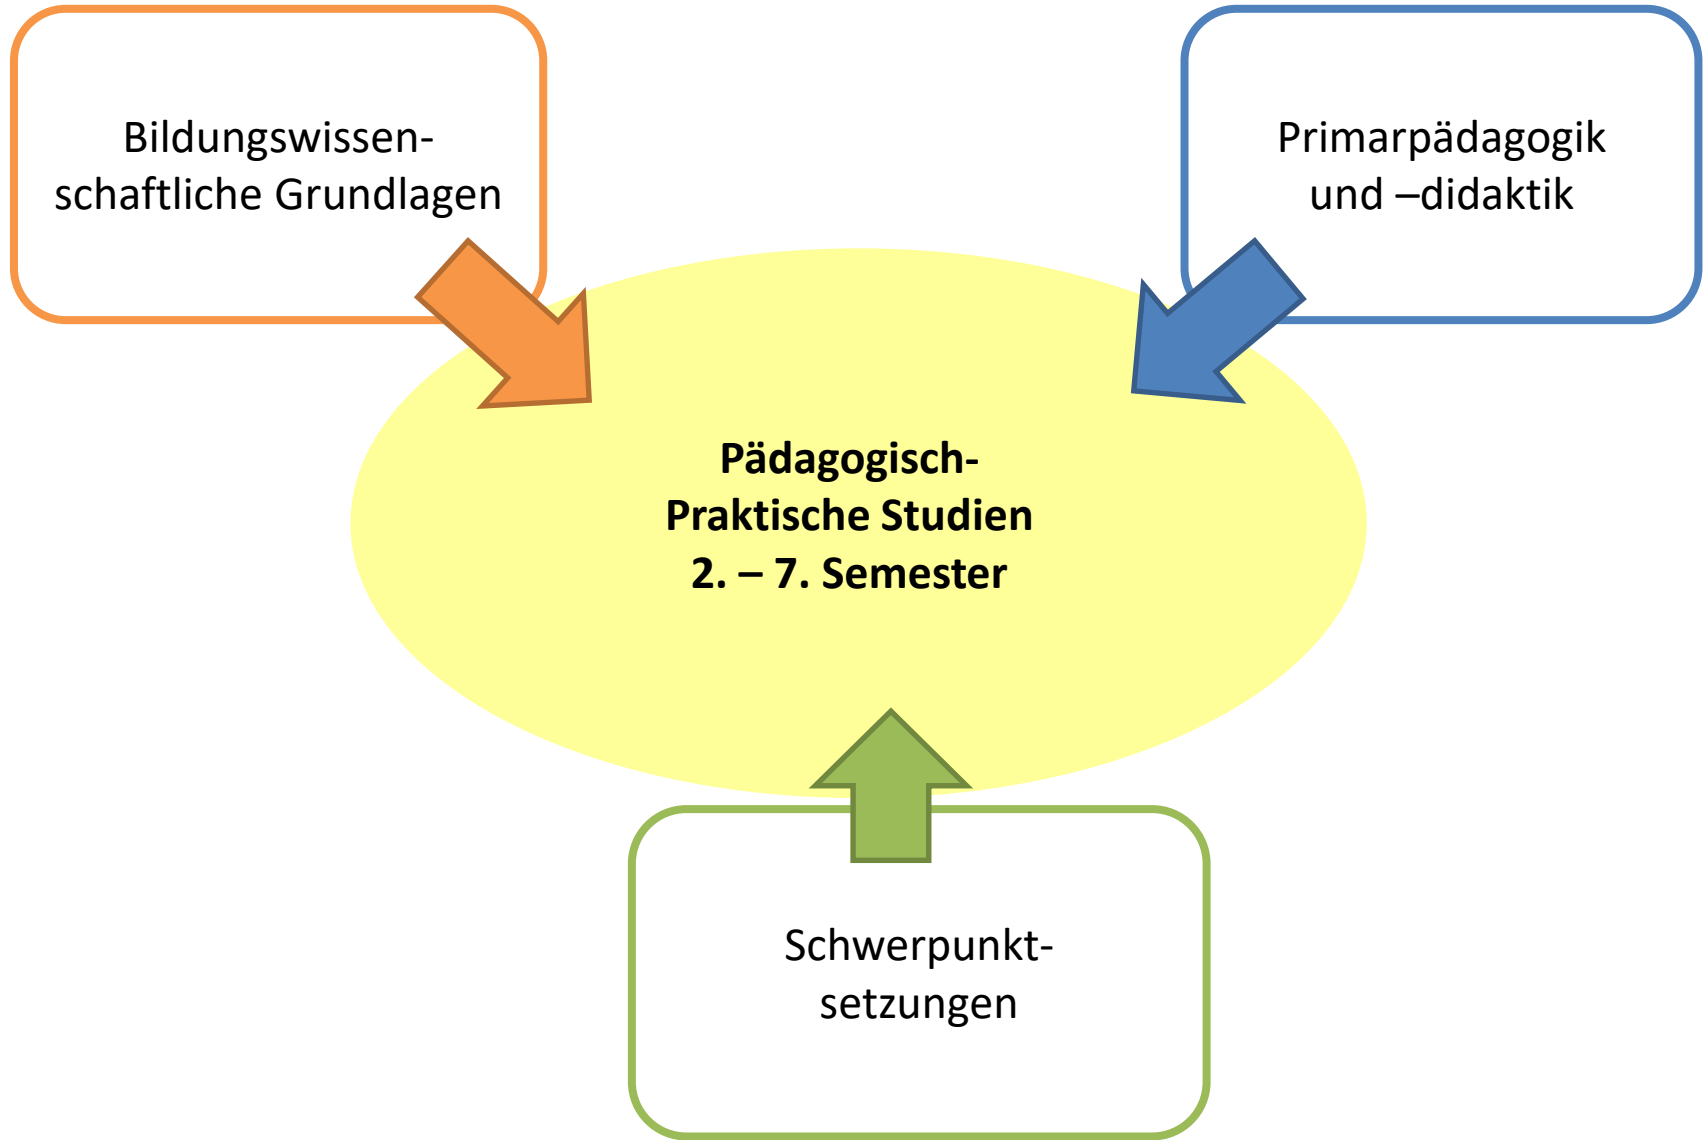 Bildungswissen-
schaftliche Grundlagen
Primarpädagogik
und –didaktik
Pädagogisch-
Praktische Studien
2. – 7. Semester
Schwerpunkt-
setzungen